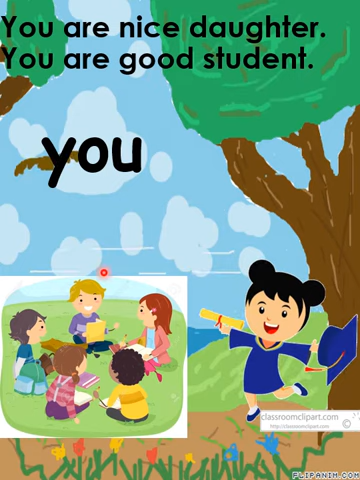 You are nice daughter.
You are good student.
you
classroomclipart.com
http://classroomclipart.com
FLIPANIM.COM